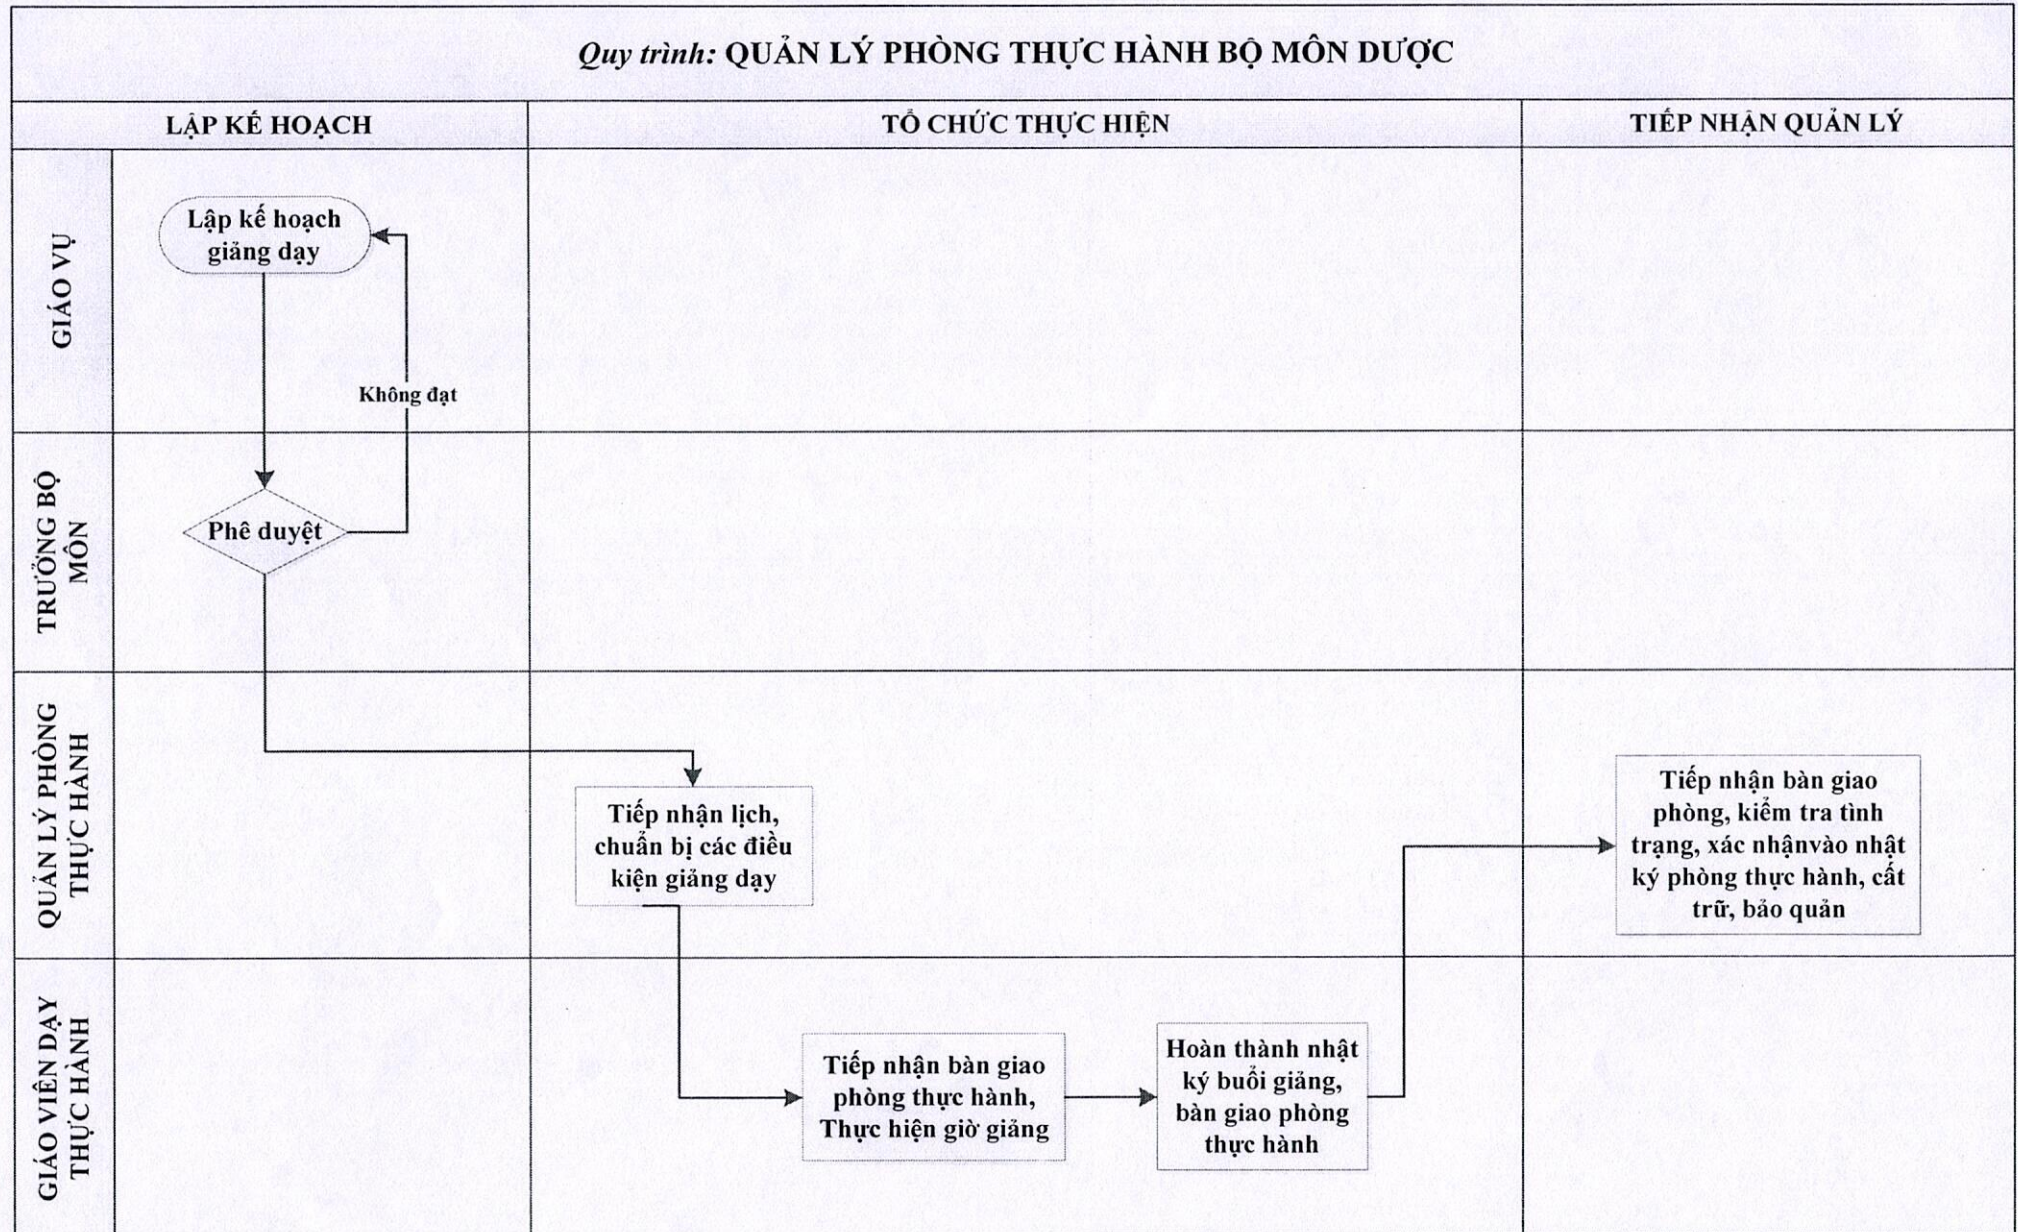 Quy trình: QUẢN LÝ PHÒNG THỰC HÀNH BỘ MÔN DƯỢC
LẬP KẾ HOẠCH
TỔ CHỨC THỰC HIỆN
TIẾP NHẬN QUẢN LÝ
GIÁO VỤ
Lập kế hoạch
giảng dạy
Không đạt
TRƯỞNG BỘ
MÔN
Phê duyệt
QUẢN LÝ PHÒNG
THỰC HÀNH
Tiếp nhận lịch,
chuẩn bị các điều
kiện giảng dạy
Tiếp nhận bàn giao
phòng, kiểm tra tình
trạng, xác nhậnvào nhật
ký phòng thực hành, cất
trữ, bảo quản
GIÁO VIÊN DẠY
THỰC HÀNH
Tiếp nhận bàn giao
phòng thực hành,
Thực hiện giờ giảng
Hoàn thành nhật
ký buổi giảng,
bàn giao phòng
thực hành